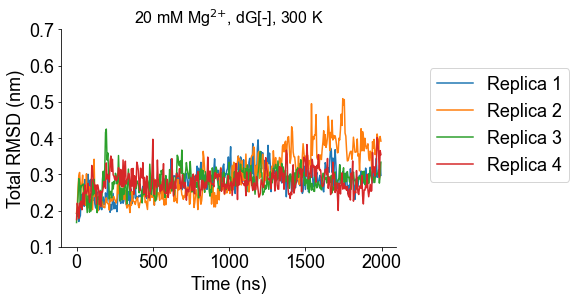 20 mM Mg²⁺, dG[-], 300 K
Total RMSD (nm)
0.7
0.6
0.5
0.4
0.3
0.2
0.1
0 500 1000 1500 2000
Time (ns)
Replica 1
Replica 2
Replica 3
Replica 4